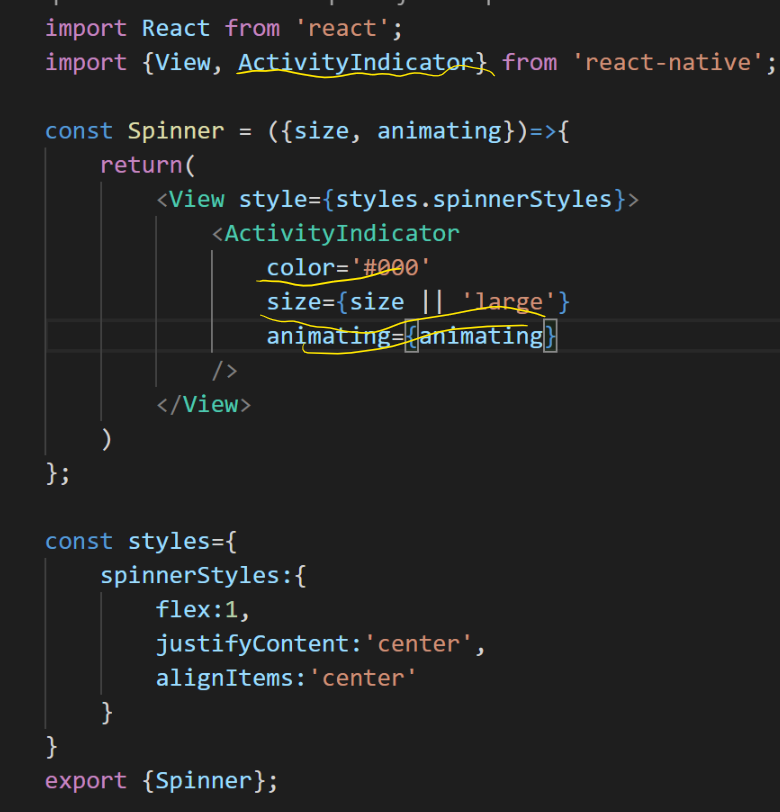 import React from 'react';
import {View, ActivityIndicator} from 'react-native';
const Spinner = ({size, animating})=>{
return(
<View style={styles.spinnerStyles}>
<ActivityIndicator
color='#000'
size={size || 'large'}
animating={animating}
/>
</View>
)
};
const styles={
spinnerStyles:{
flex:1,
justifyContent:'center',
alignItems:'center'
}
}
export {Spinner};